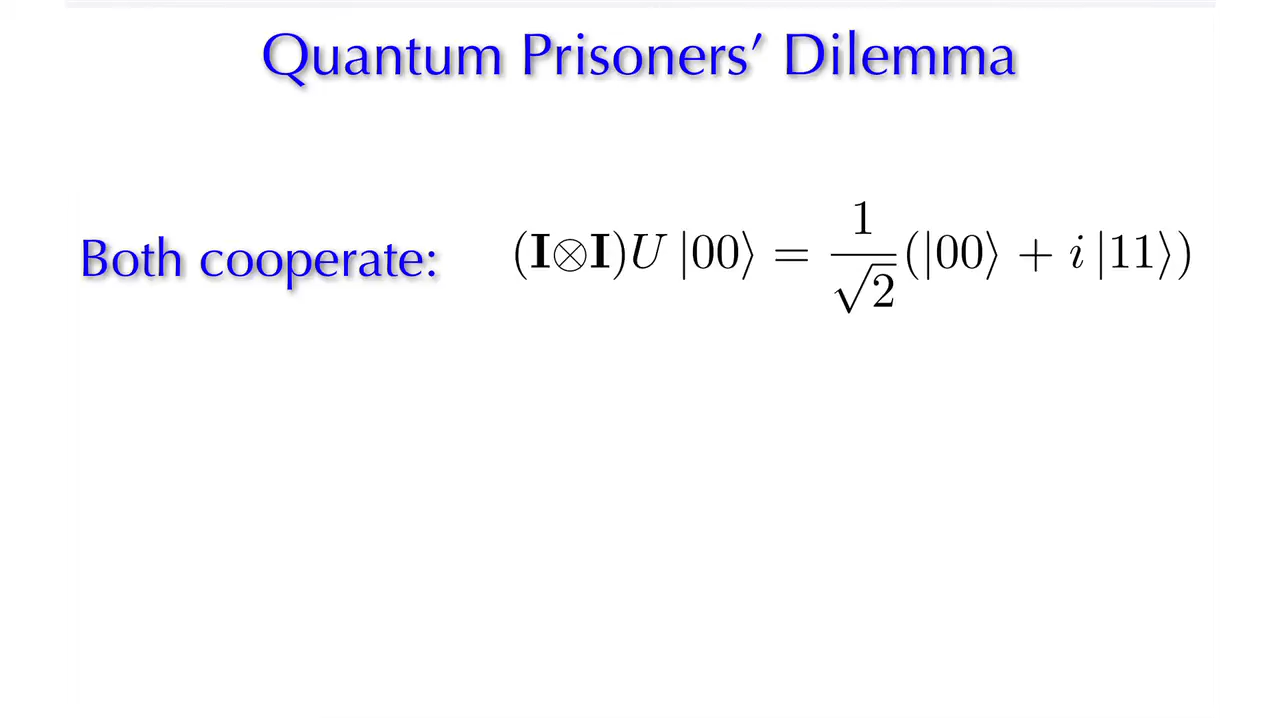 Quantum Prisoners’ Dilemma
Both cooperate: (I⊗I)U |00⟩ = 1/√2 (|00⟩ + i |11⟩)